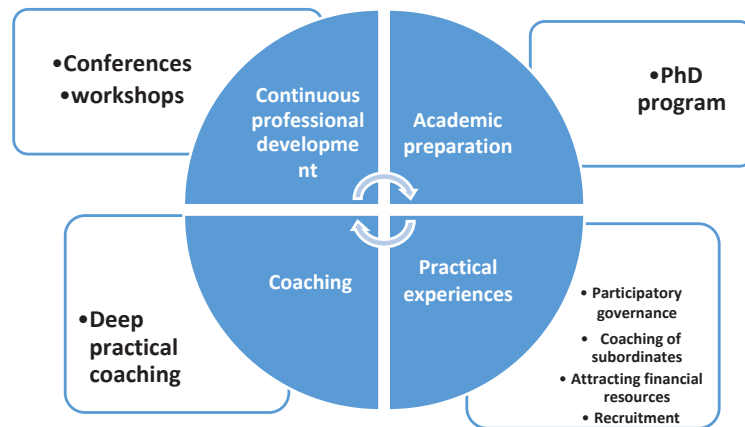 •Conferences
•workshops
Continuous
professional
developme
nt
Academic
preparation
•PhD
program
Coaching
•Deep
practical
coaching
Practical
experiences
• Participatory
governance
• Coaching of
subordinates
• Attracting financial
resources
• Recruitment